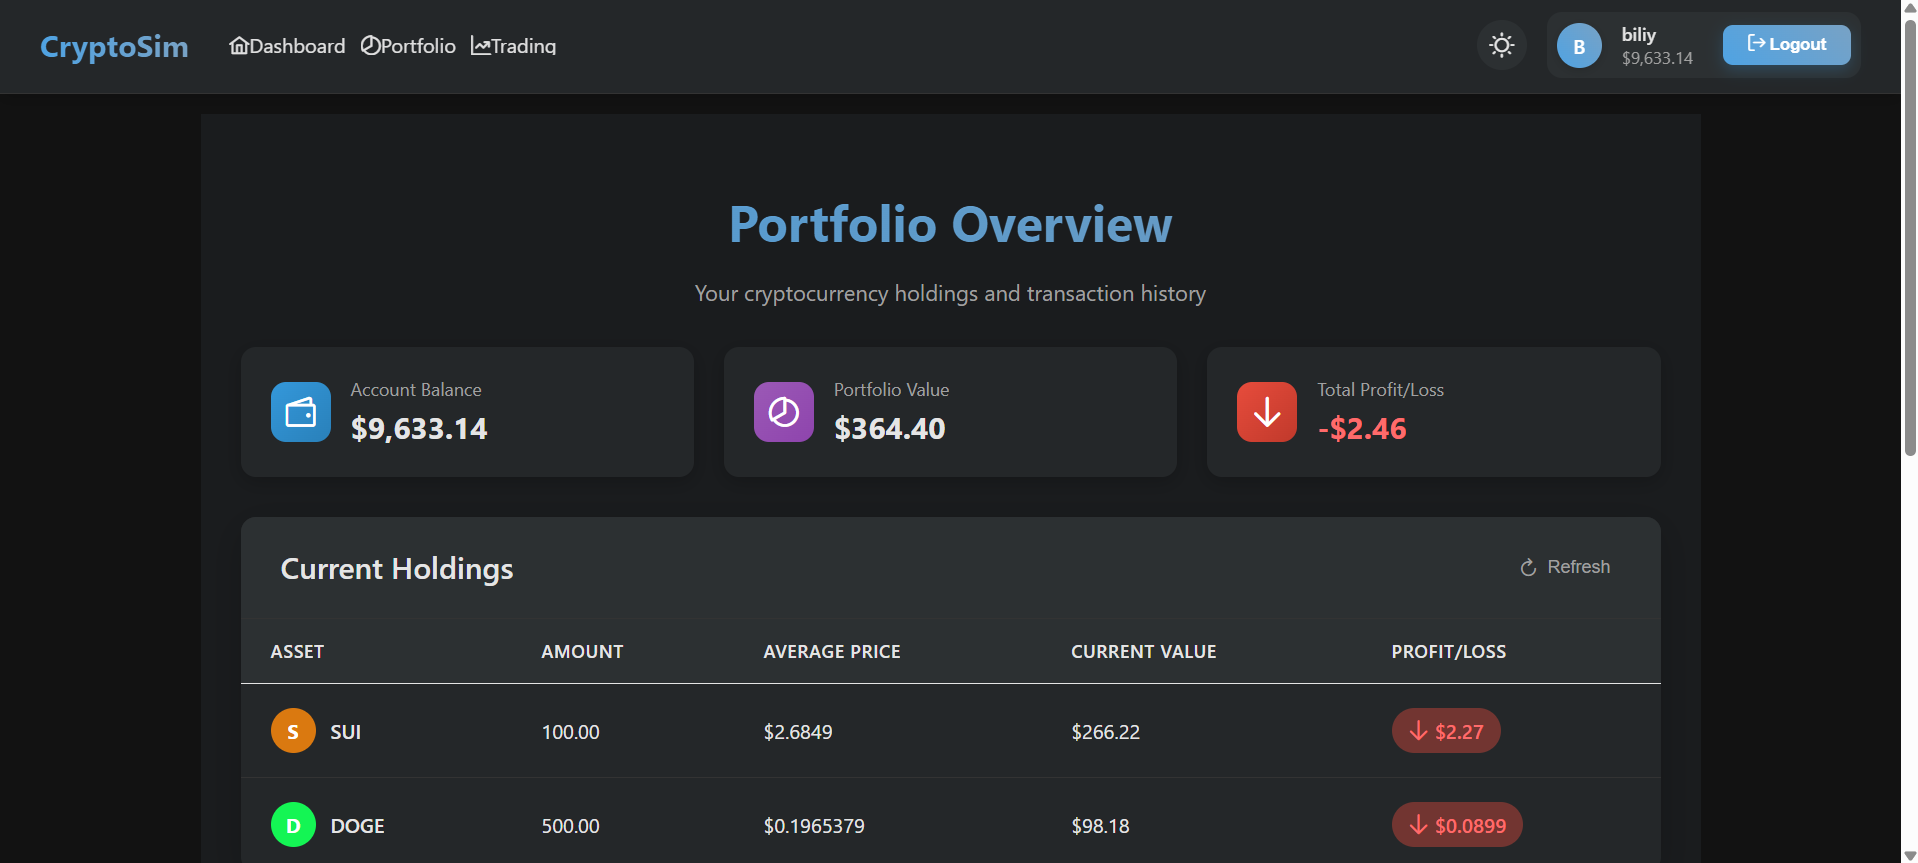 CryptoSim Dashboard Portfolio Trading
B biliy $9,633.14 Logout
Portfolio Overview
Your cryptocurrency holdings and transaction history
Account Balance
$9,633.14
Portfolio Value
$364.40
Total Profit/Loss
-$2.46
Current Holdings Refresh
ASSET AMOUNT AVERAGE PRICE CURRENT VALUE PROFIT/LOSS
S SUI 100.00 $2.6849 $266.22 $2.27
D DOGE 500.00 $0.1965379 $98.18 $0.0899